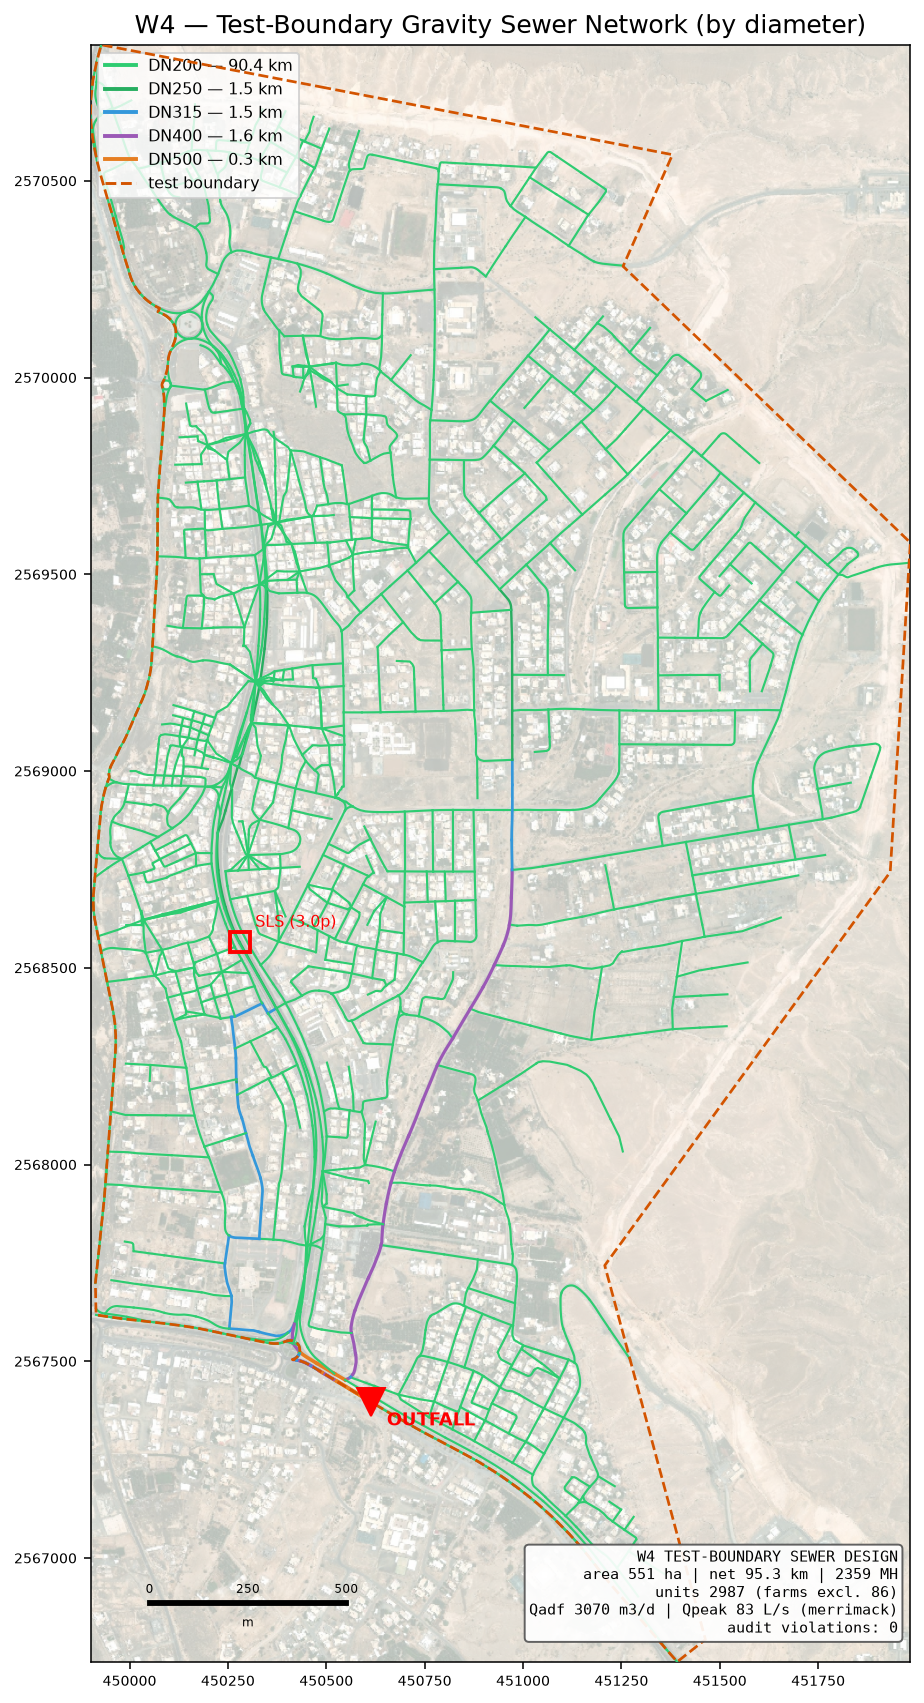 W4 — Test-Boundary Gravity Sewer Network (by diameter)
DN200 — 90.4 km
DN250 — 1.5 km
DN315 — 1.5 km
DN400 — 1.6 km
DN500 — 0.3 km
test boundary
2570500
2570000
2569500
2569000
SLS (3.0p)
2568500
2568000
2567500
OUTFALL
2567000
W4 TEST-BOUNDARY SEWER DESIGN
area 551 ha | net 95.3 km | 2359 MH
units 2987 (farms excl. 86)
Qadf 3070 m3/d | Qpeak 83 L/s (merrimack)
audit violations: 0
0 250 500
m
450000 450250 450500 450750 451000 451250 451500 451750